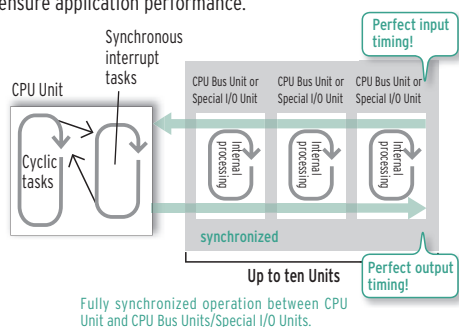 ensure application performance.
Perfect input
timing!
Synchronous
interrupt
tasks
CPU Unit
CPU Bus Unit or
Special I/O Unit
CPU Bus Unit or
Special I/O Unit
CPU Bus Unit or
Special I/O Unit
Cyclic
tasks
Internal
processing
Internal
processing
Internal
processing
synchronized
Up to ten Units
Perfect output
timing!
Fully synchronized operation between CPU
Unit and CPU Bus Units/Special I/O Units.